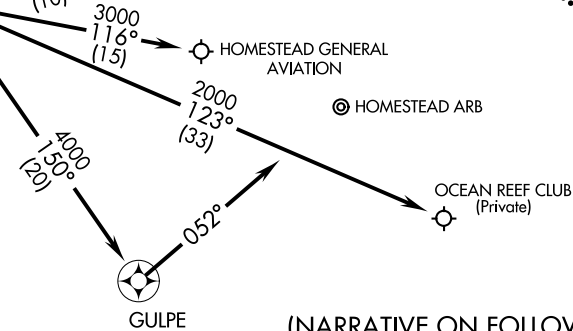 (10)
3000
116°
(15)
HOMESTEAD GENERAL
AVIATION
2000
123°
(33)
HOMESTEAD ARB
4000
150°
(20)
OCEAN REEF CLUB
(Private)
052°
GULPE
(NARRATIVE ON FOLLOW